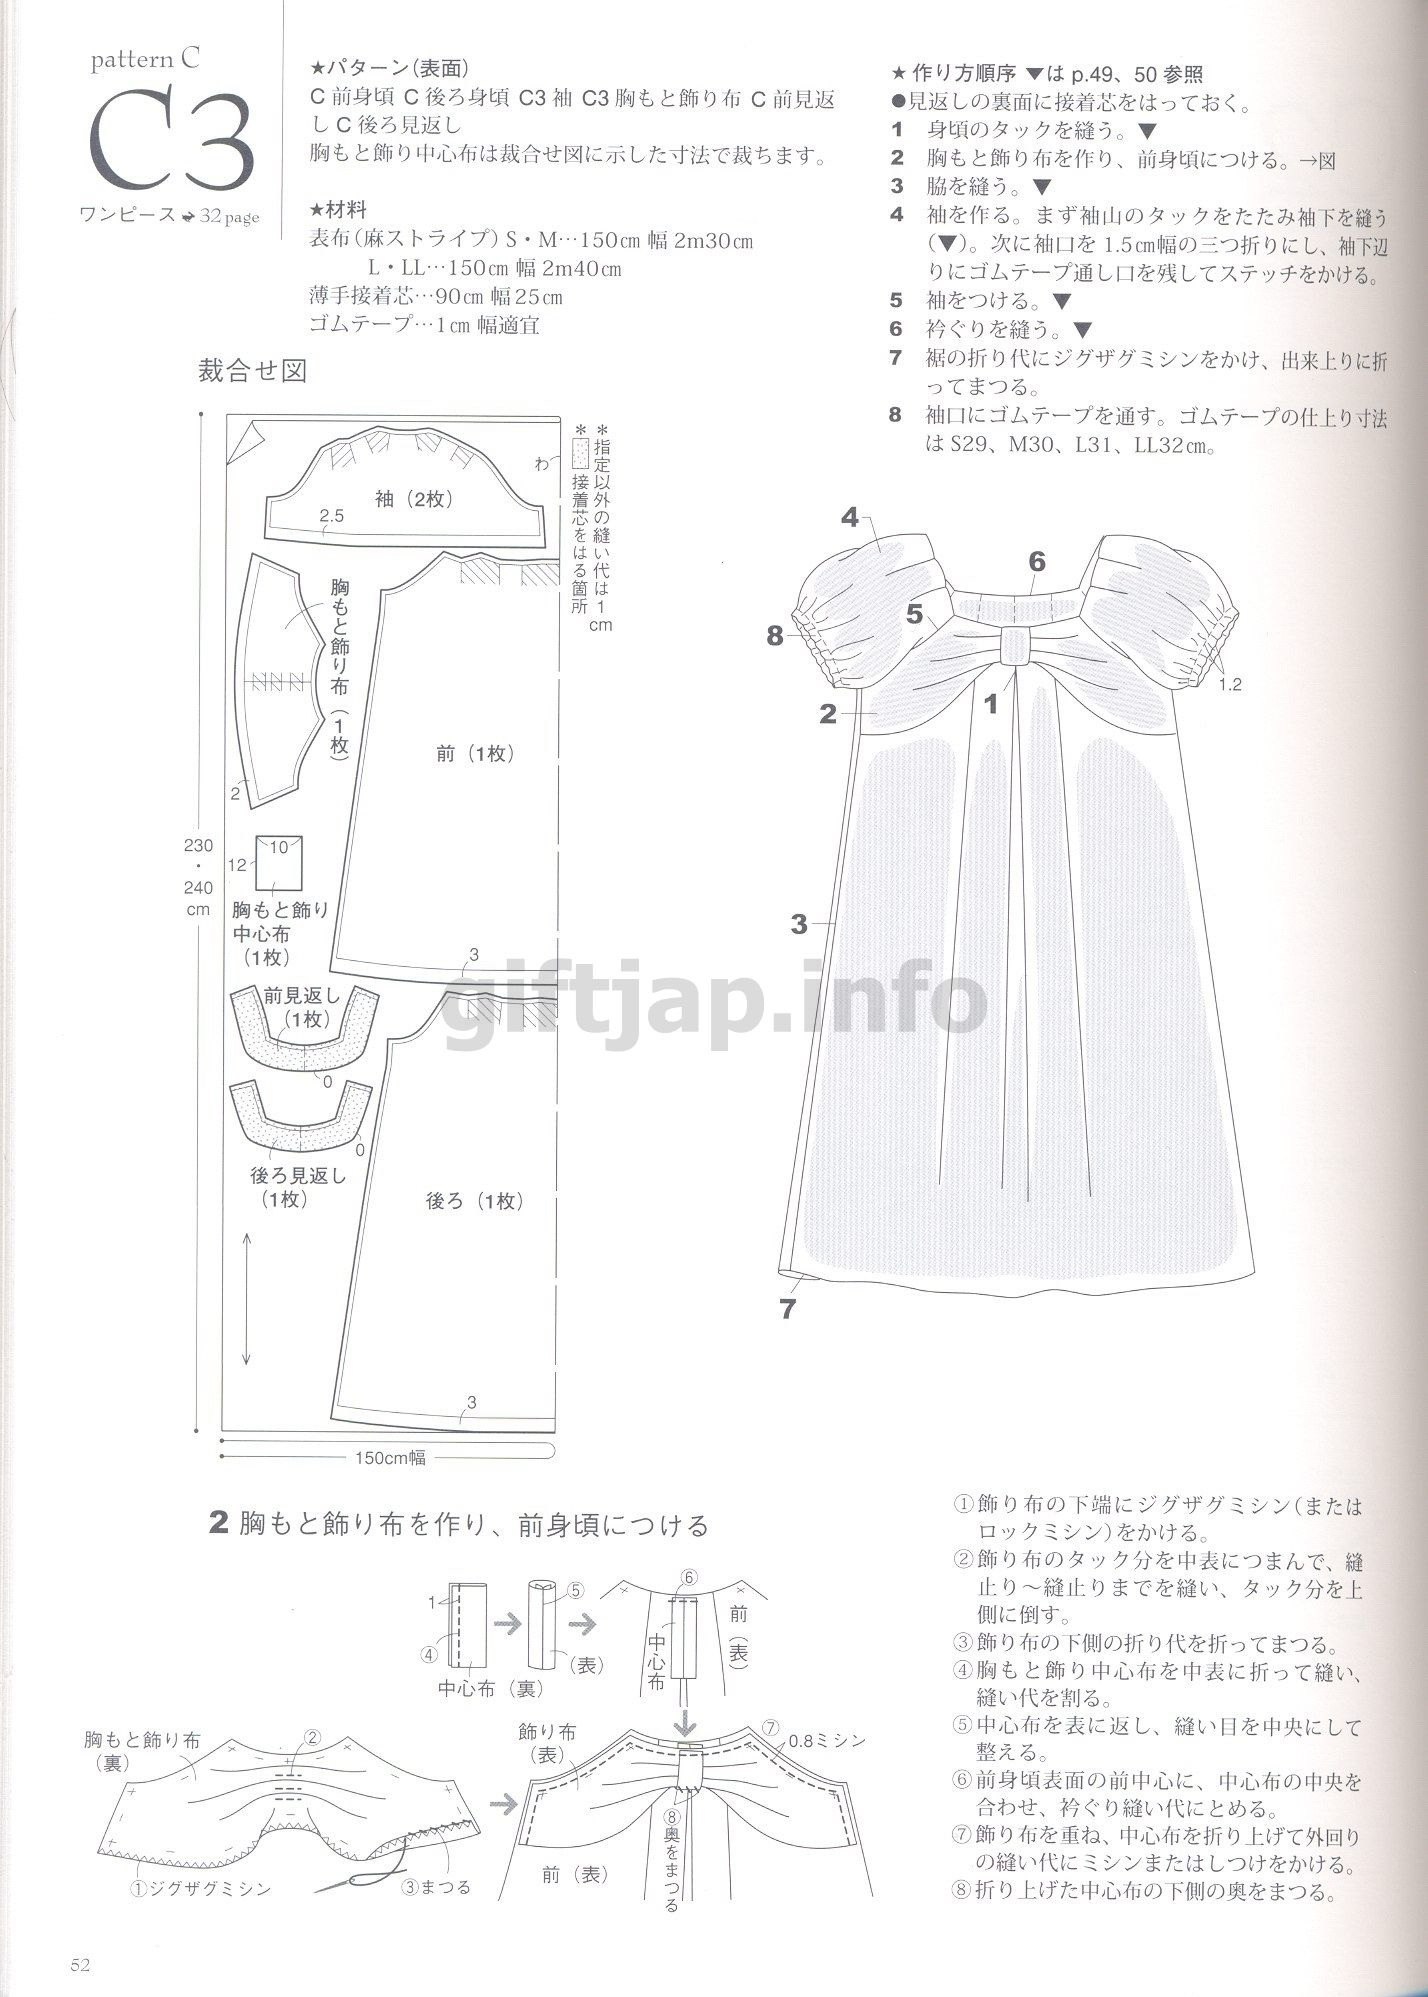 pattern C
C3
ワンピース➔32page
★パターン(表面)
C 前身頃 C 後ろ身頃 C3 袖 C3 胸もと飾り布 C 前見返
し C 後ろ見返し
胸もと飾り中心布は裁合せ図に示した寸法で裁ちます。
★材料
表布(麻ストライプ) S・M…150㎝ 幅 2m30㎝
L・LL…150㎝ 幅 2m40㎝
薄手接着芯…90㎝ 幅25㎝
ゴムテープ…1㎝ 幅適宜
★ 作り方順序 ▼は p.49、50 参照
●見返しの裏面に接着芯をはっておく。
1 身頃のタックを縫う。▼
2 胸もと飾り布を作り、前身頃につける。→図
3 脇を縫う。▼
4 袖を作る。まず袖山のタックをたたみ袖下を縫う
(▼)。次に袖口を 1.5㎝幅の三つ折りにし、袖下辺
りにゴムテープ通し口を残してステッチをかける。
5 袖をつける。▼
6 衿ぐりを縫う。▼
7 裾の折り代にジグザグミシンをかけ、出来上りに折
ってまつる。
8 袖口にゴムテープを通す。ゴムテープの仕上り寸法
は S29、M30、L31、LL32㎝。
裁合せ図
*指定以外の縫い代は1cm
*接着芯をはる箇所
わ
袖(2枚)
2.5
胸もと飾り布(1枚)
2
前(1枚)
3
10
12
胸もと飾り
中心布
(1枚)
230
・
240
cm
前見返し
(1枚)
0
後ろ見返し
(1枚)
0
後ろ(1枚)
3
150cm幅
4
6
5
8
1.2
1
2
3
7
giftjap.info
2 胸もと飾り布を作り、前身頃につける
1
④
中心布(裏)
⑤
(表)
⑥
中心布
前(表)
胸もと飾り布
(裏)
②
①ジグザグミシン
③まつる
飾り布
(表)
⑦
0.8ミシン
⑧奥をまつる
前(表)
①飾り布の下端にジグザグミシン(または
ロックミシン)をかける。
②飾り布のタック分を中表につまんで、縫
止り〜縫止りまでを縫い、タック分を上
側に倒す。
③飾り布の下側の折り代を折ってまつる。
④胸もと飾り中心布を中表に折って縫い、
縫い代を割る。
⑤中心布を表に返し、縫い目を中央にして
整える。
⑥前身頃表面の前中心に、中心布の中央を
合わせ、衿ぐり縫い代にとめる。
⑦飾り布を重ね、中心布を折り上げて外回り
の縫い代にミシンまたはしつけをかける。
⑧折り上げた中心布の下側の奥をまつる。
52